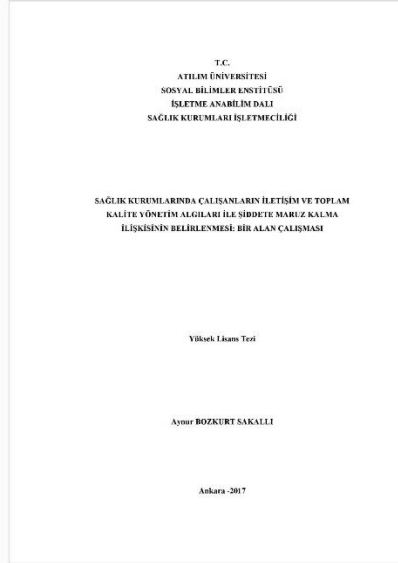 T.C.
ATILIM ÜNİVERSİTESİ
SOSYAL BİLİMLER ENSTİTÜSÜ
İŞLETME ANABİLİM DALI
SAĞLIK KURUMLARI İŞLETMECİLİĞİ
SAĞLIK KURUMLARINDA ÇALIŞANLARIN İLETİŞİM VE TOPLAM
KALİTE YÖNETİM ALGILARI İLE ŞİDDETE MARUZ KALMA
İLİŞKİSİNİN BELİRLENMESİ: BİR ALAN ÇALIŞMASI
Yüksek Lisans Tezi
Aynur BOZKURT SAKALLI
Ankara -2017